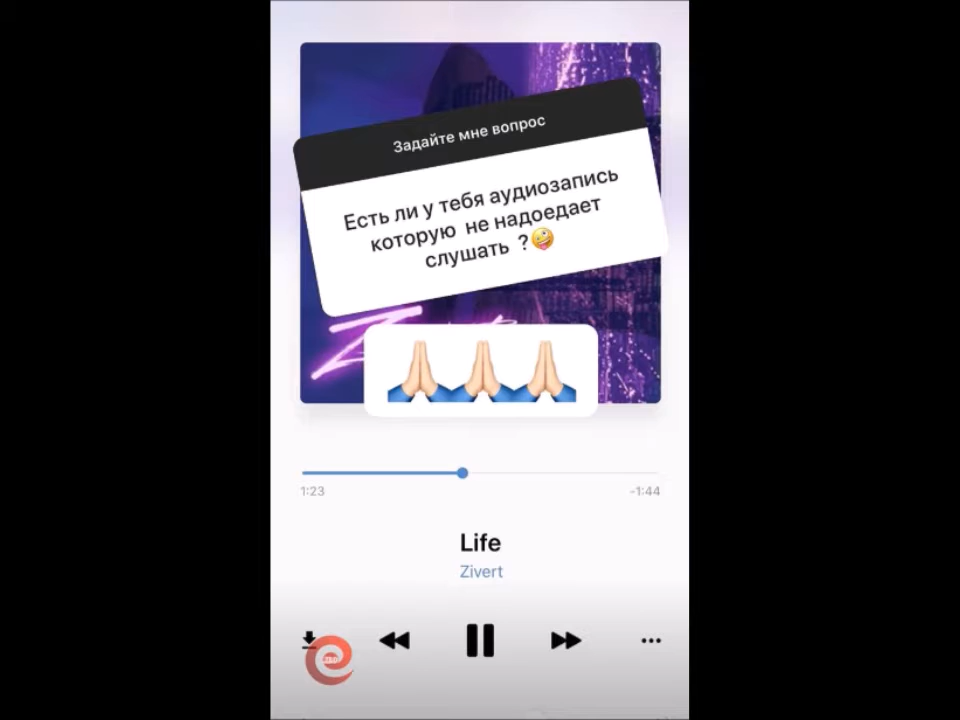 Задайте мне вопрос
Есть ли у тебя аудиозапись
которую не надоедает
слушать ?🤪
🙏🏻🙏🏻🙏🏻
1:23
-1:44
Life
Zivert